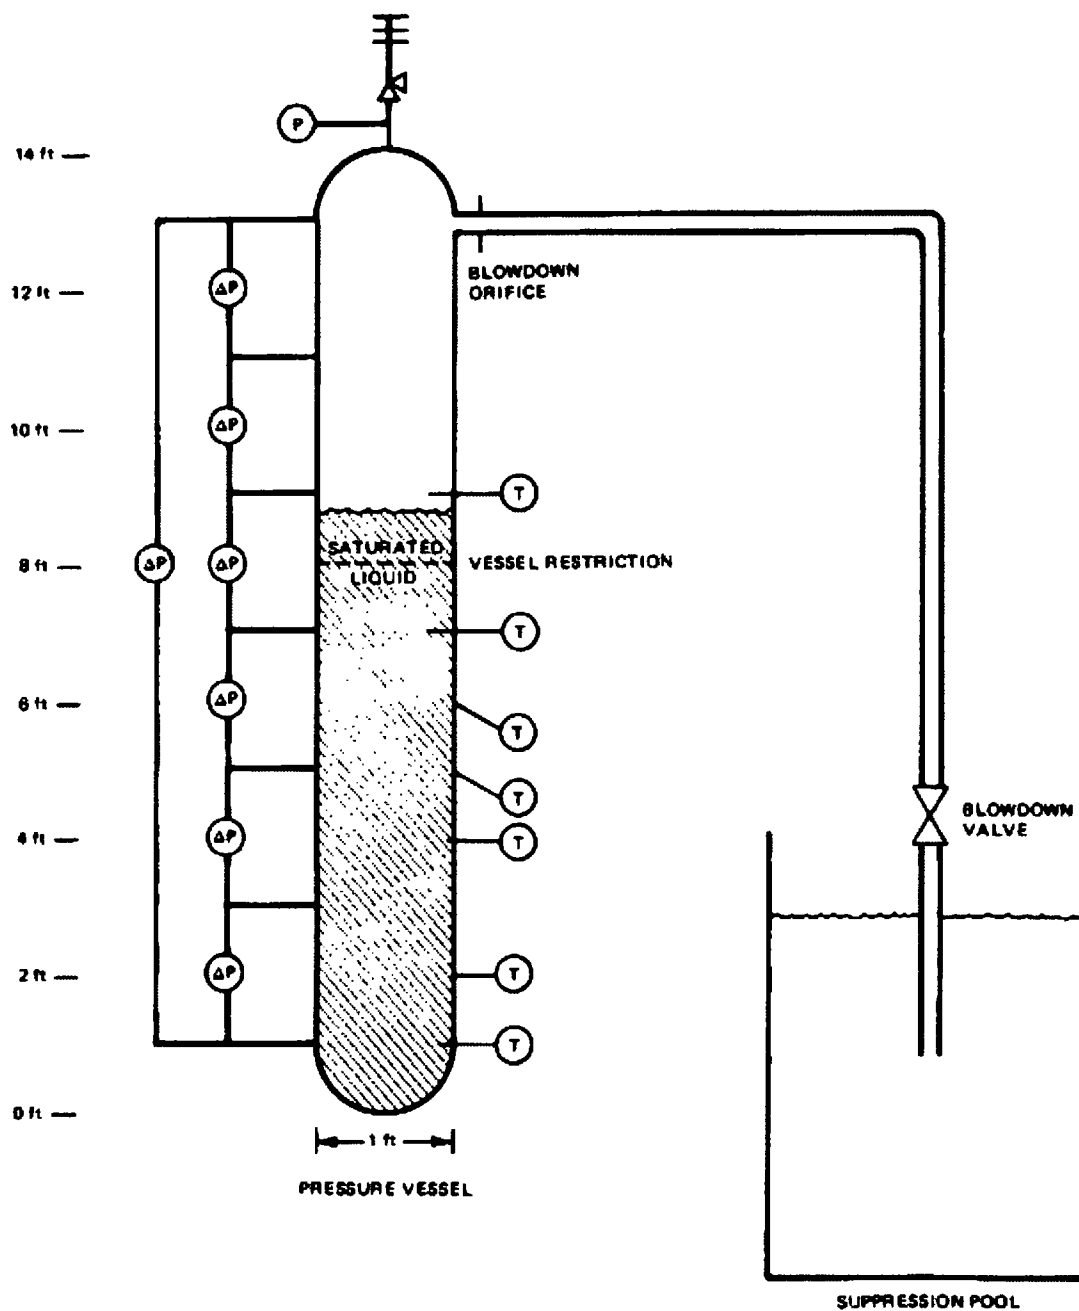 P
14 ft
ΔP
BLOWDOWN
ORIFICE
12 ft
ΔP
10 ft
T
SATURATED
LIQUID
VESSEL RESTRICTION
ΔP
ΔP
8 ft
T
ΔP
6 ft
T
T
BLOWDOWN
VALVE
ΔP
4 ft
T
ΔP
2 ft
T
T
0 ft
1 ft
PRESSURE VESSEL
SUPPRESSION POOL